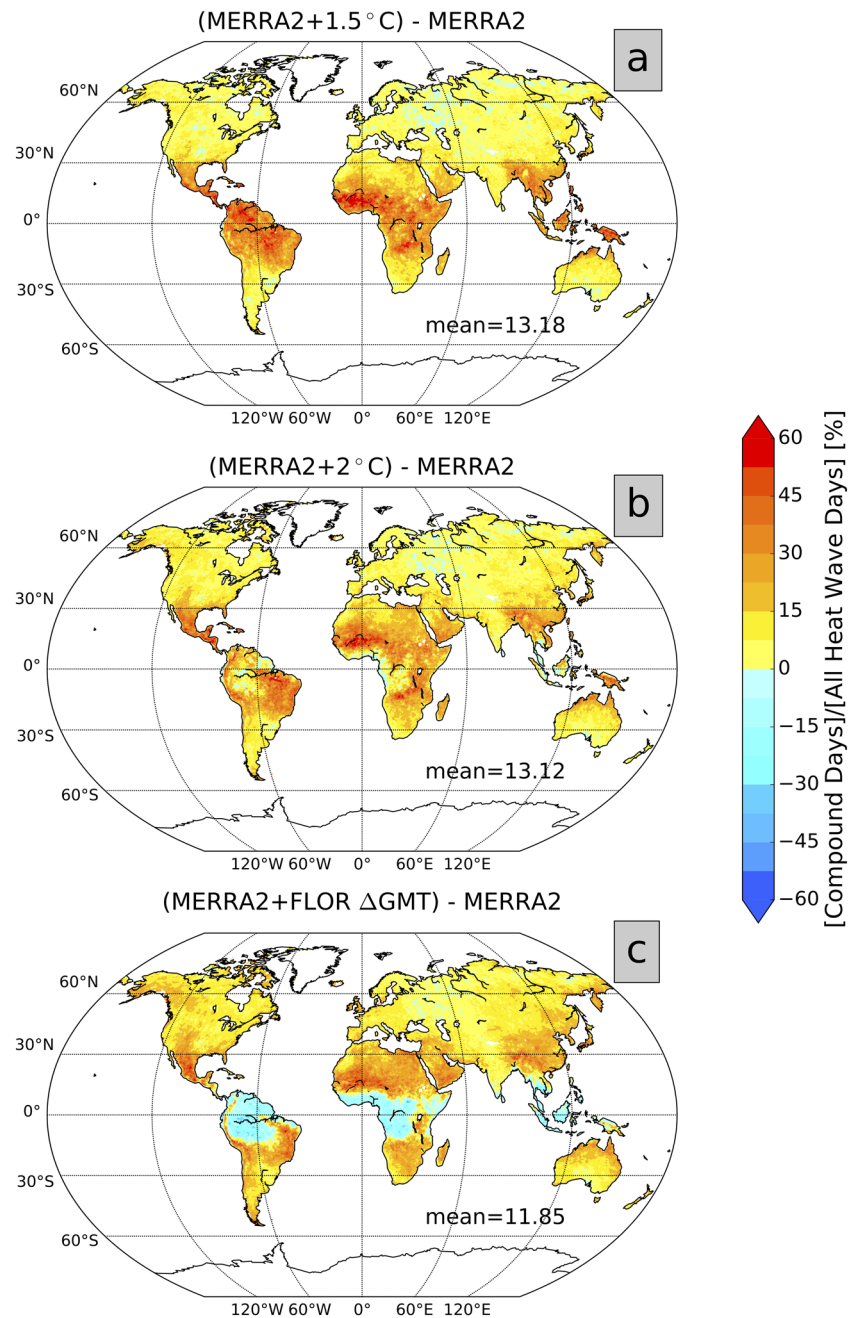 (MERRA2+1.5°C) - MERRA2
a
60°N
30°N
0°
30°S
60°S
mean=13.18
120°W 60°W 0° 60°E 120°E
(MERRA2+2°C) - MERRA2
b
60°N
30°N
0°
30°S
60°S
mean=13.12
120°W 60°W 0° 60°E 120°E
(MERRA2+FLOR ΔGMT) - MERRA2
c
60°N
30°N
0°
30°S
60°S
mean=11.85
120°W 60°W 0° 60°E 120°E
60
45
30
15
0
−15
−30
−45
−60
[Compound Days]/[All Heat Wave Days] [%]